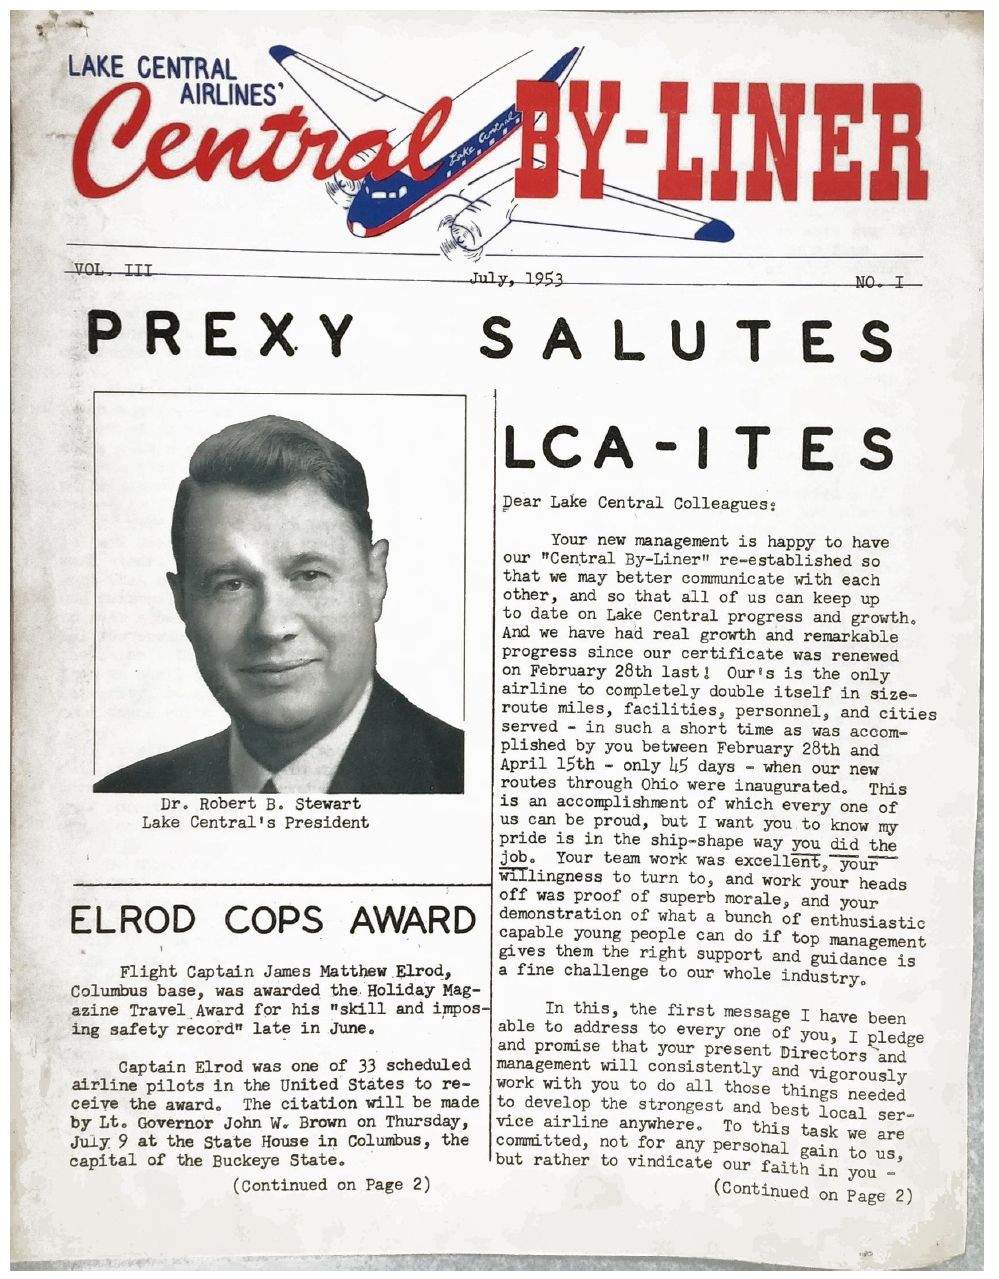 LAKE CENTRAL
AIRLINES'
Central BY-LINER
Lake Central
VOL. III July, 1953 NO. I
PREXY SALUTES
LCA-ITES
Dr. Robert B. Stewart
Lake Central's President
ELROD COPS AWARD
Flight Captain James Matthew Elrod,
Columbus base, was awarded the Holiday Mag-
azine Travel Award for his "skill and impos-
ing safety record" late in June.
Captain Elrod was one of 33 scheduled
airline pilots in the United States to re-
ceive the award. The citation will be made
by Lt. Governor John W. Brown on Thursday,
July 9 at the State House in Columbus, the
capital of the Buckeye State.
(Continued on Page 2)
Dear Lake Central Colleagues:
Your new management is happy to have
our "Central By-Liner" re-established so
that we may better communicate with each
other, and so that all of us can keep up
to date on Lake Central progress and growth.
And we have had real growth and remarkable
progress since our certificate was renewed
on February 28th last! Our's is the only
airline to completely double itself in size-
route miles, facilities, personnel, and cities
served - in such a short time as was accom-
plished by you between February 28th and
April 15th - only 45 days - when our new
routes through Ohio were inaugurated. This
is an accomplishment of which every one of
us can be proud, but I want you to know my
pride is in the ship-shape way you did the
job. Your team work was excellent, your
willingness to turn to, and work your heads
off was proof of superb morale, and your
demonstration of what a bunch of enthusiastic
capable young people can do if top management
gives them the right support and guidance is
a fine challenge to our whole industry.
In this, the first message I have been
able to address to every one of you, I pledge
and promise that your present Directors and
management will consistently and vigorously
work with you to do all those things needed
to develop the strongest and best local ser-
vice airline anywhere. To this task we are
committed, not for any personal gain to us,
but rather to vindicate our faith in you -
(Continued on Page 2)